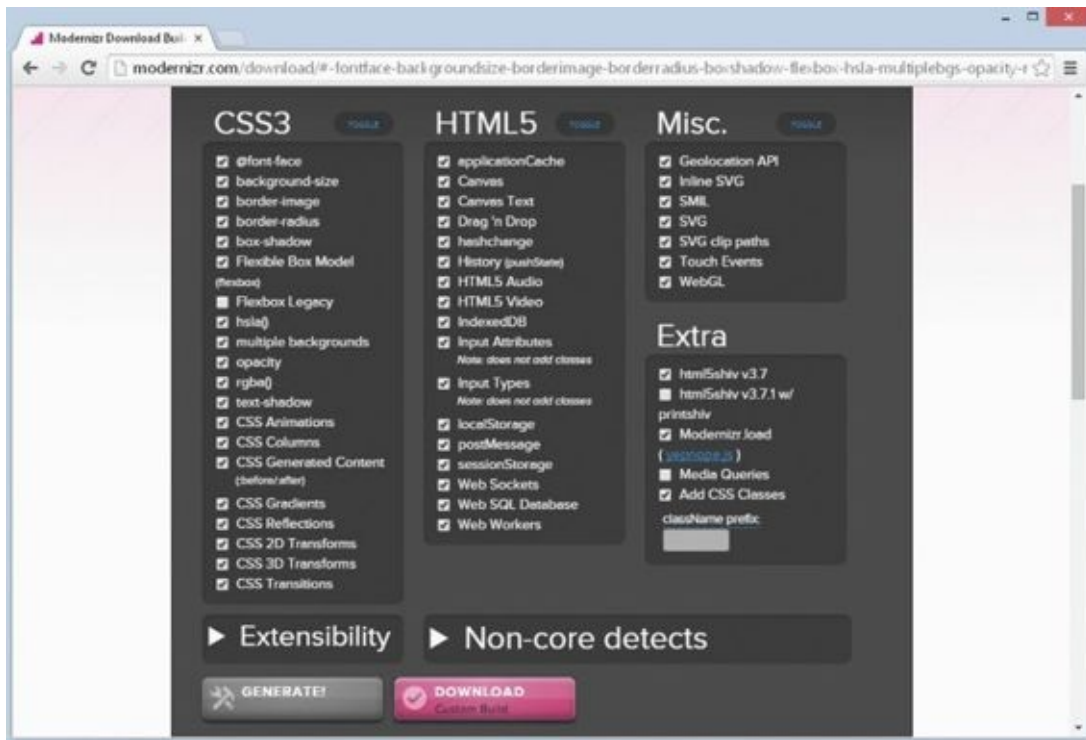 Modernizr Download Buil
modernizr.com/download/#-fontface-backgroundsize-borderimage-borderradius-boxshadow-flexbox-hsla-multiplebgs-opacity-r
CSS3
TOGGLE
@font-face
background-size
border-image
border-radius
box-shadow
Flexible Box Model
(flexbox)
Flexbox Legacy
hsla()
multiple backgrounds
opacity
rgba()
text-shadow
CSS Animations
CSS Columns
CSS Generated Content
(:before/:after)
CSS Gradients
CSS Reflections
CSS 2D Transforms
CSS 3D Transforms
CSS Transitions
HTML5
TOGGLE
applicationCache
Canvas
Canvas Text
Drag 'n Drop
hashchange
History (pushState)
HTML5 Audio
HTML5 Video
IndexedDB
Input Attributes
Note: does not add classes
Input Types
Note: does not add classes
localStorage
postMessage
sessionStorage
Web Sockets
Web SQL Database
Web Workers
Misc.
TOGGLE
Geolocation API
Inline SVG
SMIL
SVG
SVG clip paths
Touch Events
WebGL
Extra
html5shiv v3.7
html5shiv v3.7.1 w/
printshiv
Modernizr.load
(yepnope.js)
Media Queries
Add CSS Classes
className prefix:
Extensibility
Non-core detects
GENERATE!
DOWNLOAD
Custom Build